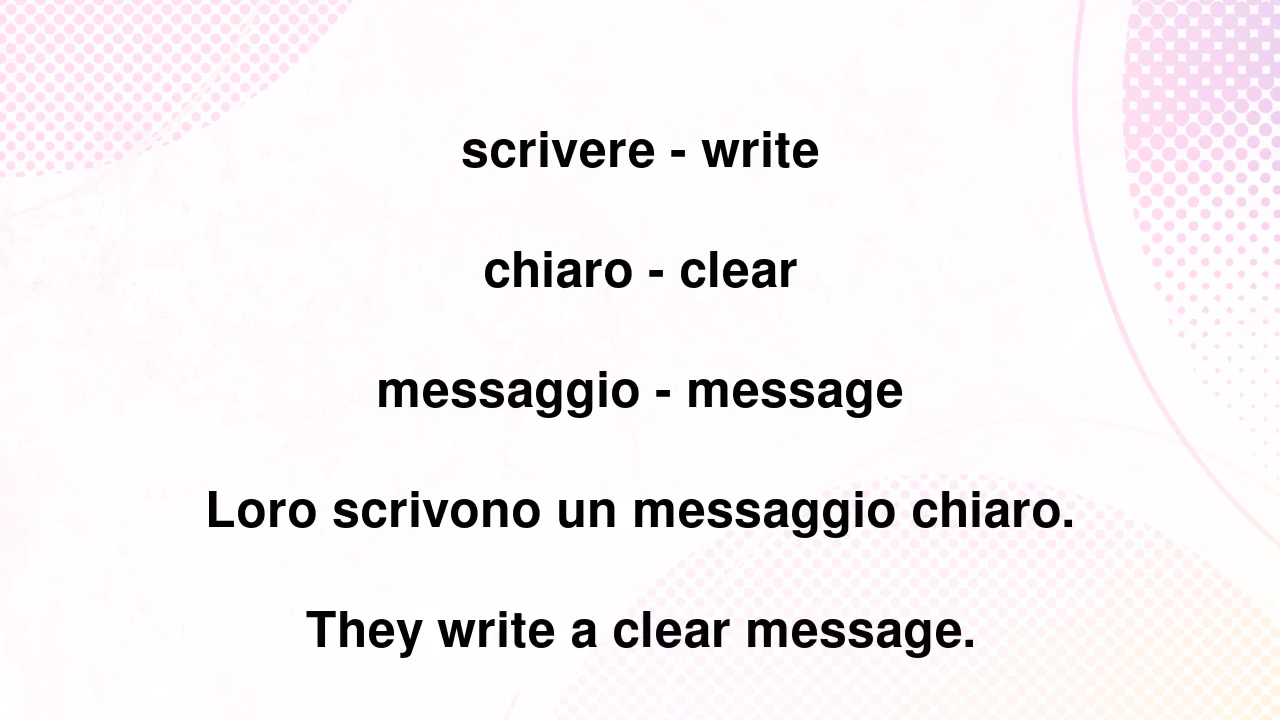 scrivere - write
chiaro - clear
messaggio - message
Loro scrivono un messaggio chiaro.
They write a clear message.